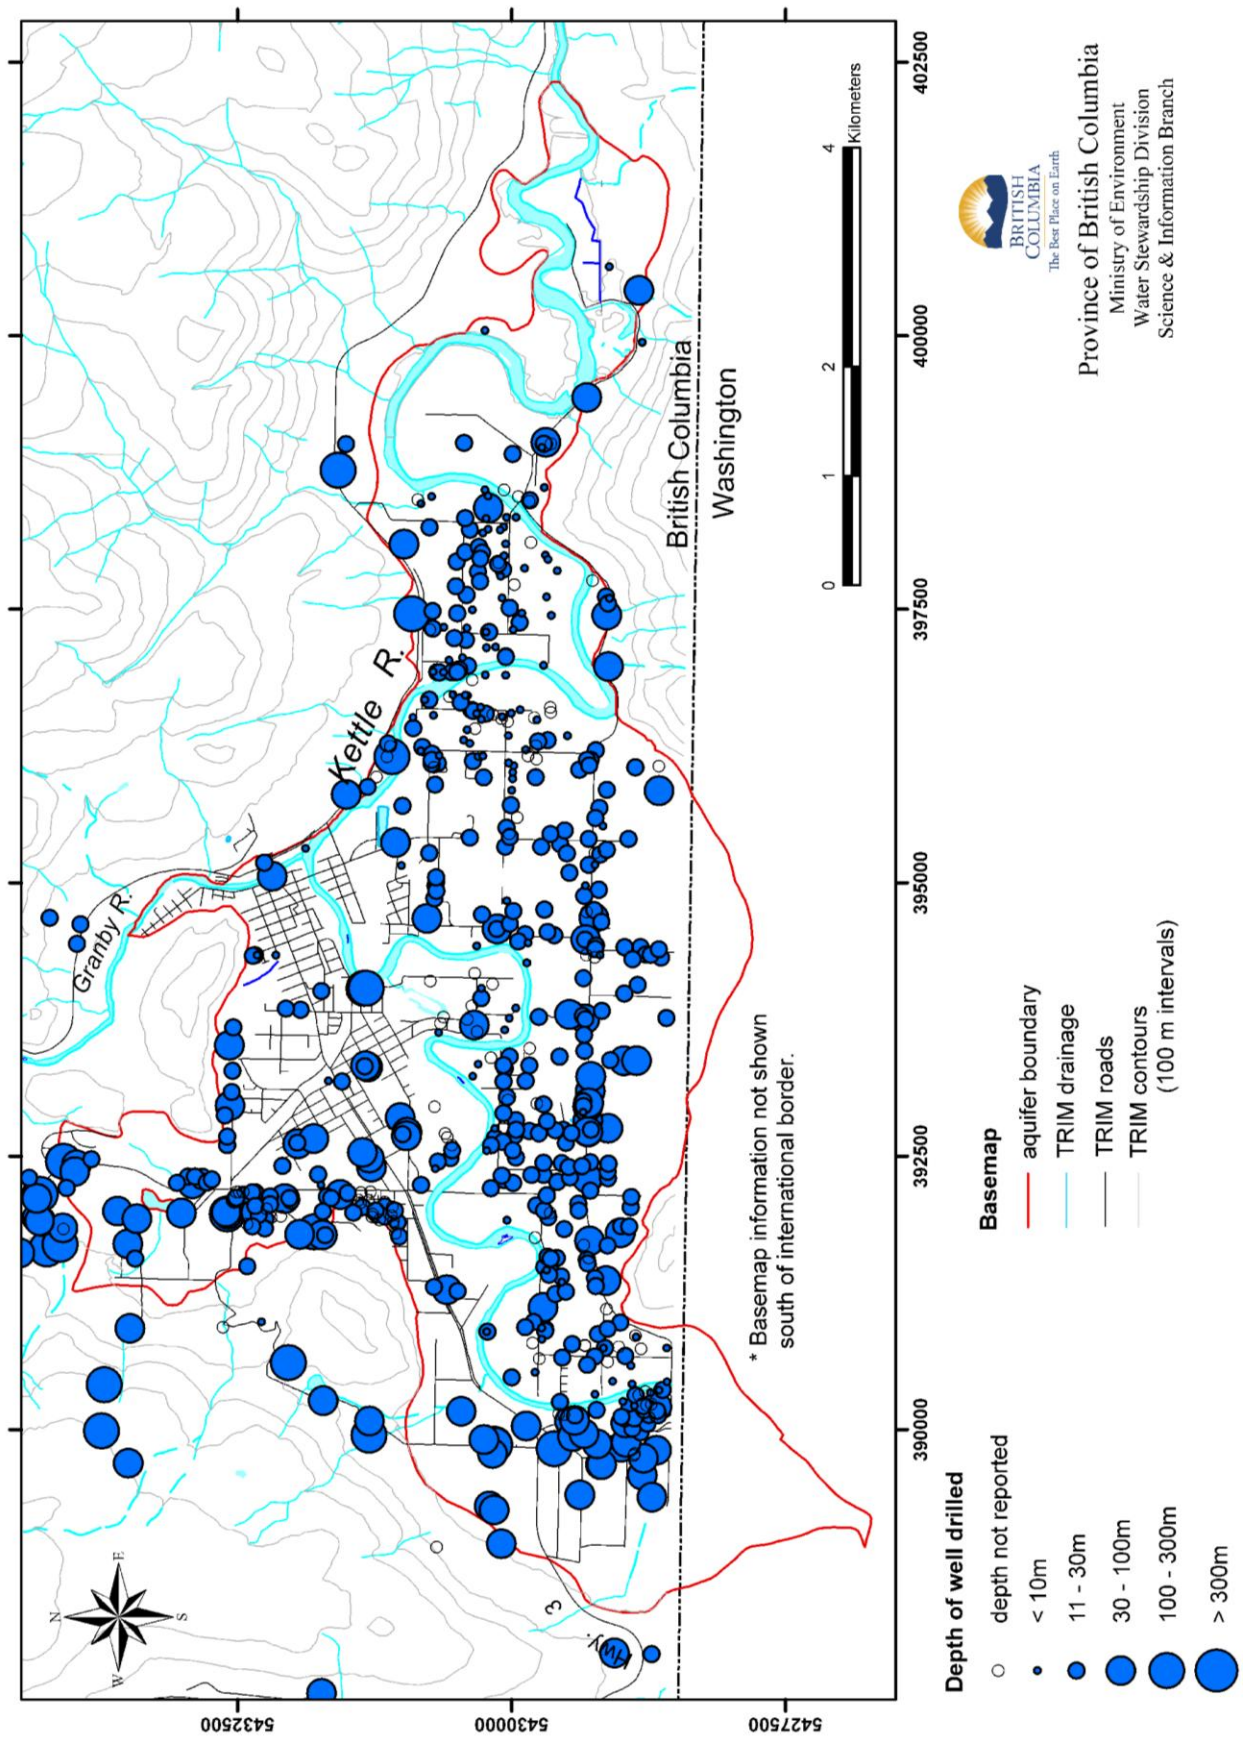 N
W
E
S
Granby R.
Kettle R.
Hwy. 3
British Columbia
Washington
* Basemap information not shown
south of international border.
0
1
2
4
Kilometers
5432500
5430000
5427500
390000
392500
395000
397500
400000
402500
Depth of well drilled
depth not reported
< 10m
11 - 30m
30 - 100m
100 - 300m
> 300m
Basemap
aquifer boundary
TRIM drainage
TRIM roads
TRIM contours
(100 m intervals)
BRITISH
COLUMBIA
The Best Place on Earth
Province of British Columbia
Ministry of Environment
Water Stewardship Division
Science & Information Branch